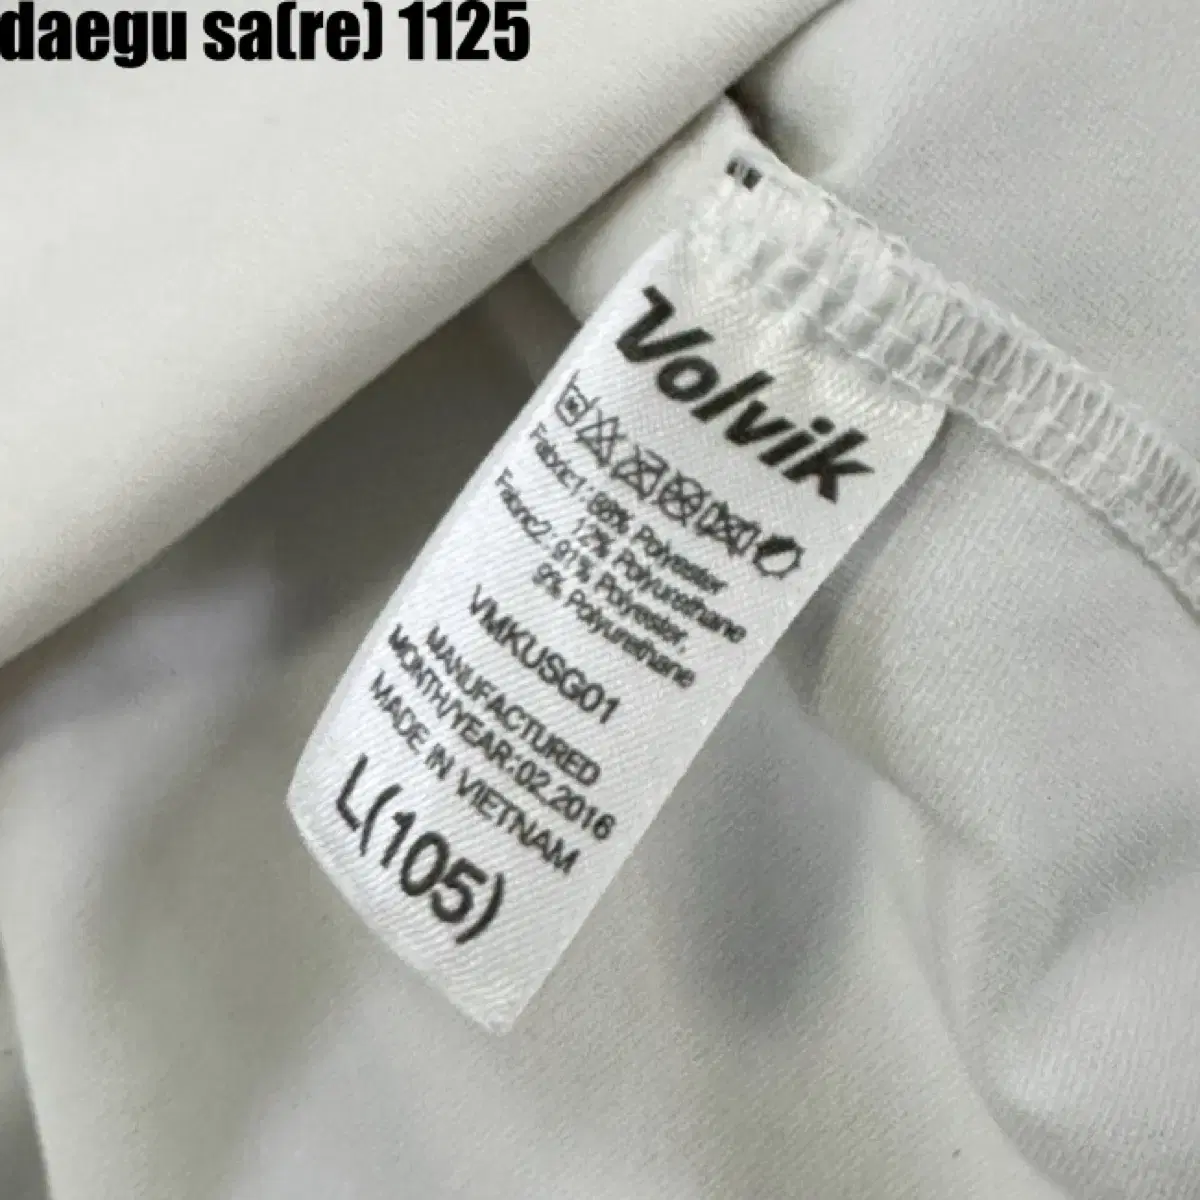 daegu sa(re) 1125
Volvik
Fabric1 : 88% Polyester
12% Polyurethane
Fabric2 : 91% Polyester,
9% Polyurethane
VMKUSG01
MANUFACTURED
MONTH/YEAR:02.2016
MADE IN VIETNAM
L(105)